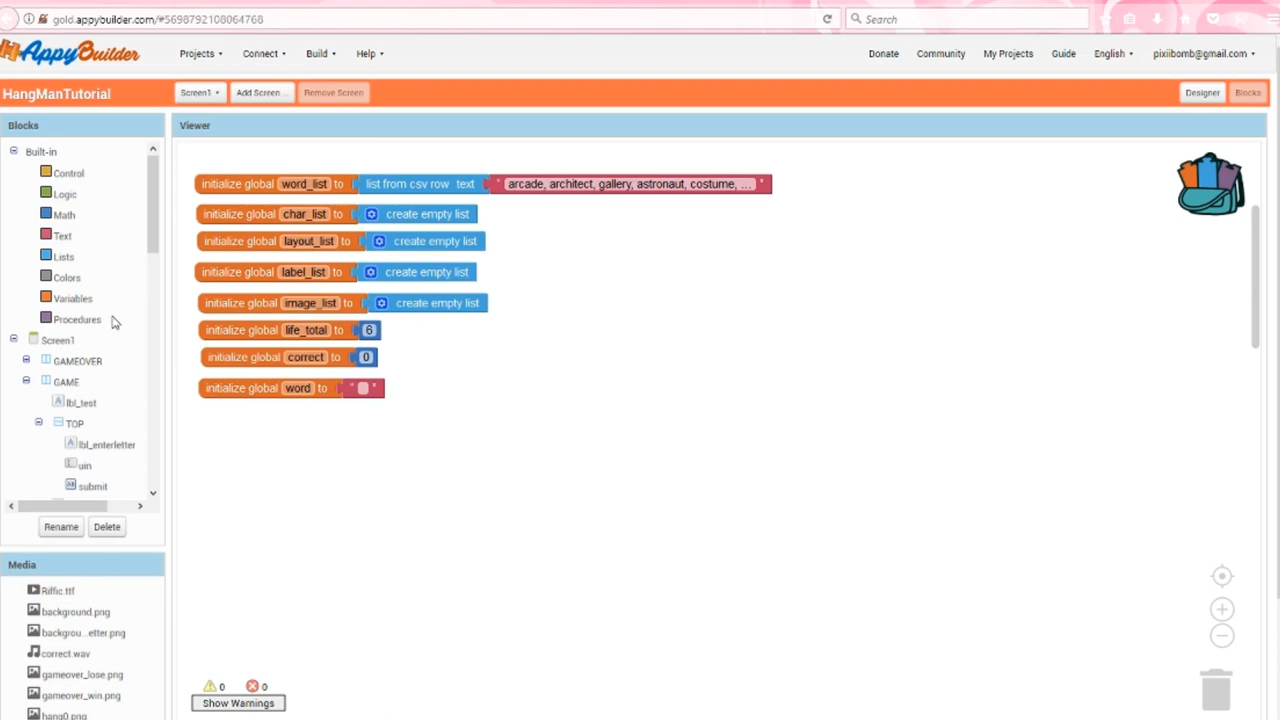 gold.appybuilder.com/#5698792108064768
Search
AppyBuilder
Projects
Connect
Build
Help
Donate
Community
My Projects
Guide
English
pixiibomb@gmail.com
HangManTutorial
Screen1
Add Screen ...
Remove Screen
Designer
Blocks
Blocks
Viewer
Built-in
Control
Logic
Math
Text
Lists
Colors
Variables
Procedures
Screen1
GAMEOVER
GAME
lbl_test
TOP
lbl_enterletter
uin
submit
Rename
Delete
Media
Riffic.ttf
background.png
backgrou...etter.png
correct.wav
gameover_lose.png
gameover_win.png
hang0.png
initialize global word_list to list from csv row text " arcade, architect, gallery, astronaut, costume, ... "
initialize global char_list to create empty list
initialize global layout_list to create empty list
initialize global label_list to create empty list
initialize global image_list to create empty list
initialize global life_total to 6
initialize global correct to 0
initialize global word to " "
0
0
Show Warnings